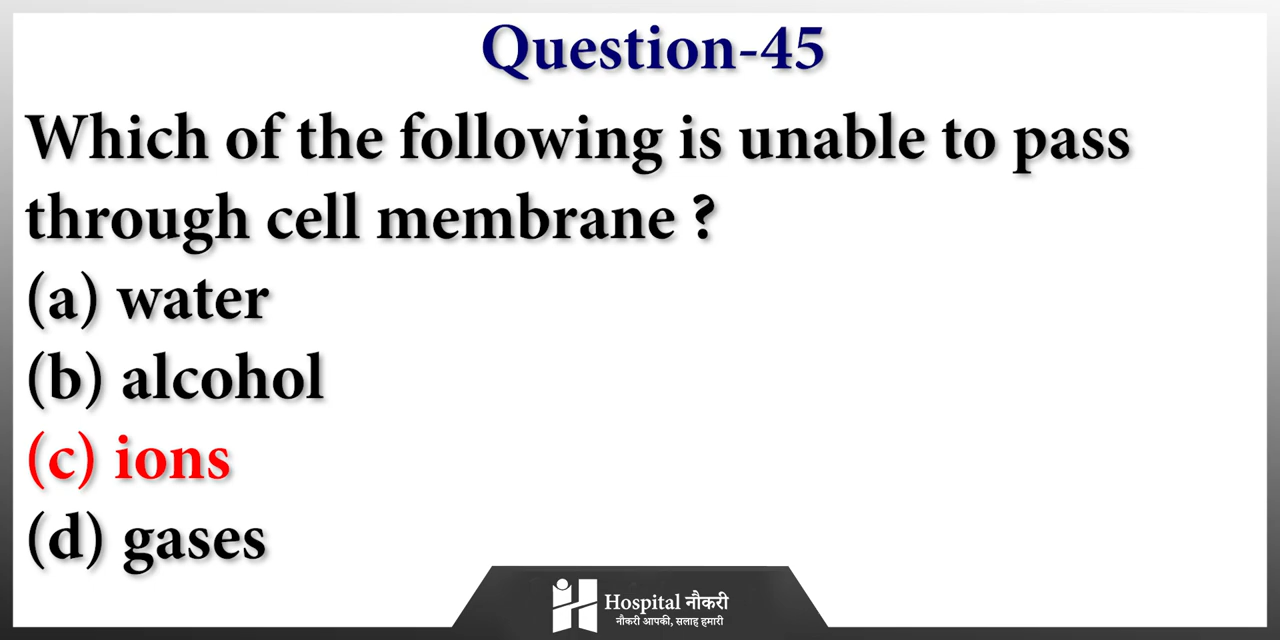 Question-45
Which of the following is unable to pass
through cell membrane ?
(a) water
(b) alcohol
(c) ions
(d) gases
Hospital नौकरी
नौकरी आपकी, सलाह हमारी